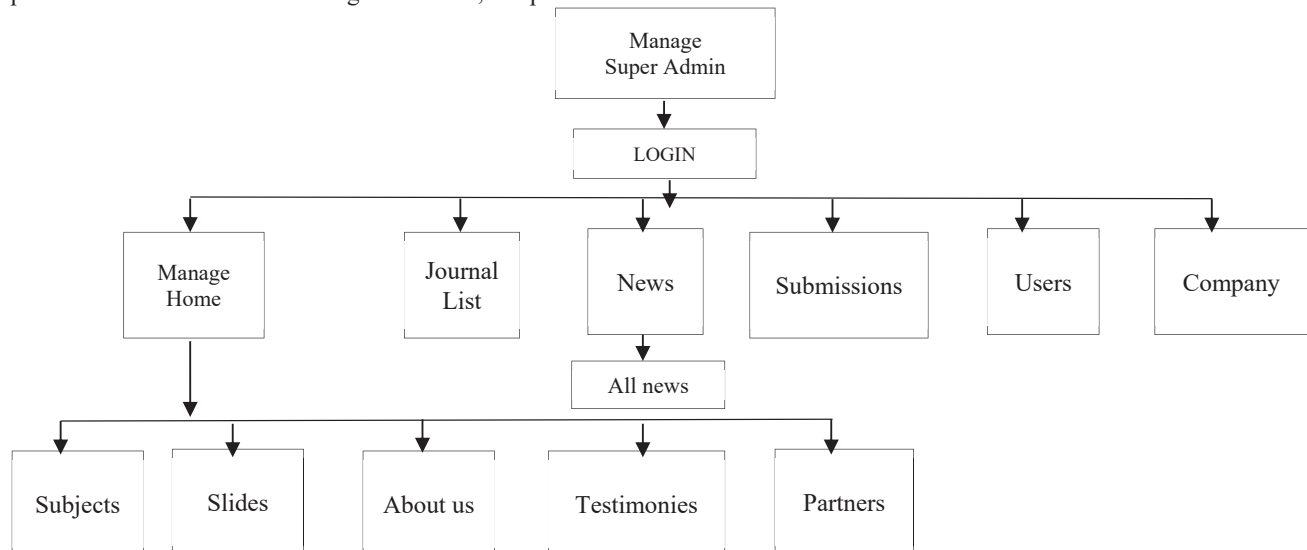 Manage
Super Admin
LOGIN
Manage
Home
Journal
List
News
Submissions
Users
Company
All news
Subjects
Slides
About us
Testimonies
Partners